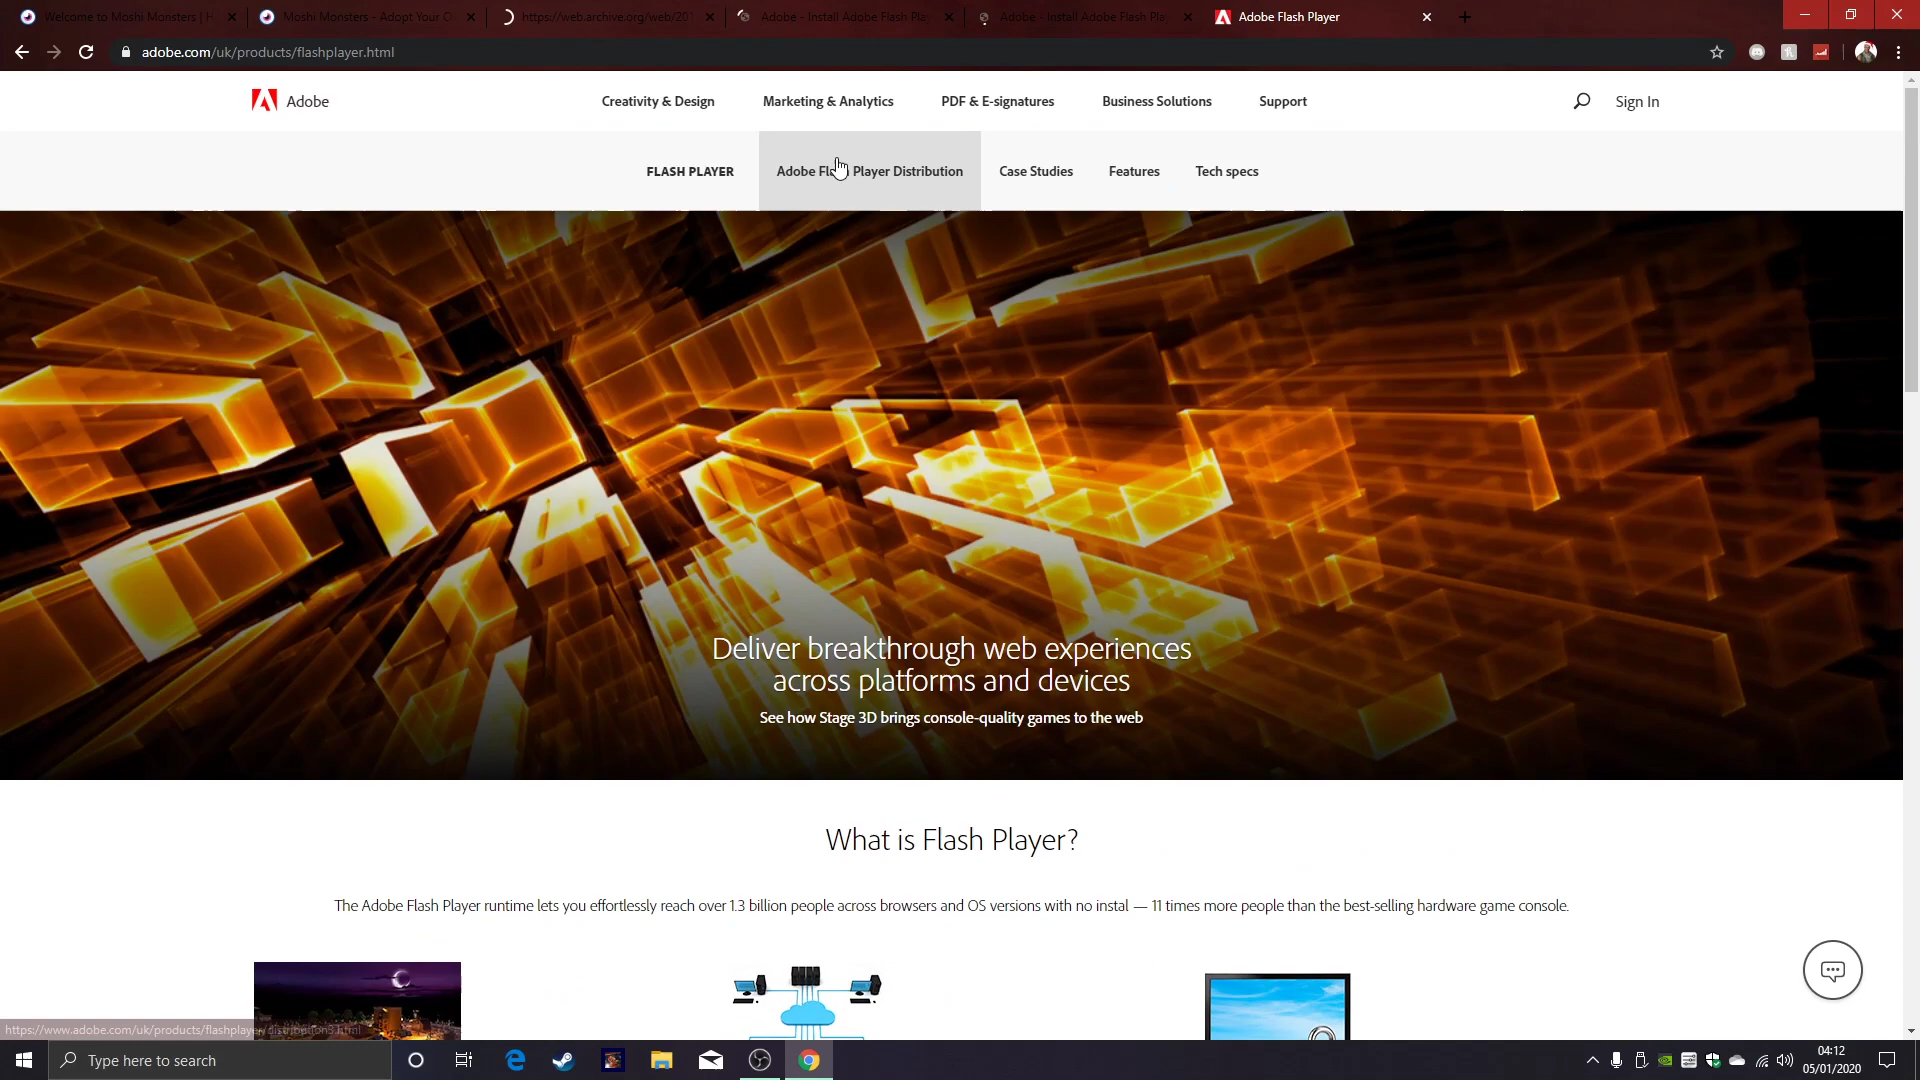 Welcome to Moshi Monsters | H
Moshi Monsters - Adopt Your O
https://web.archive.org/web/201
Adobe - Install Adobe Flash Play
Adobe - Install Adobe Flash Play
Adobe Flash Player
adobe.com/uk/products/flashplayer.html
Adobe
Creativity & Design
Marketing & Analytics
PDF & E-signatures
Business Solutions
Support
Sign In
FLASH PLAYER
Adobe Flash Player Distribution
Case Studies
Features
Tech specs
Deliver breakthrough web experiences
across platforms and devices
See how Stage 3D brings console-quality games to the web
What is Flash Player?
The Adobe Flash Player runtime lets you effortlessly reach over 1.3 billion people across browsers and OS versions with no instal — 11 times more people than the best-selling hardware game console.
https://www.adobe.com/uk/products/flashplayer/distribution3.html
Type here to search
04:12
05/01/2020